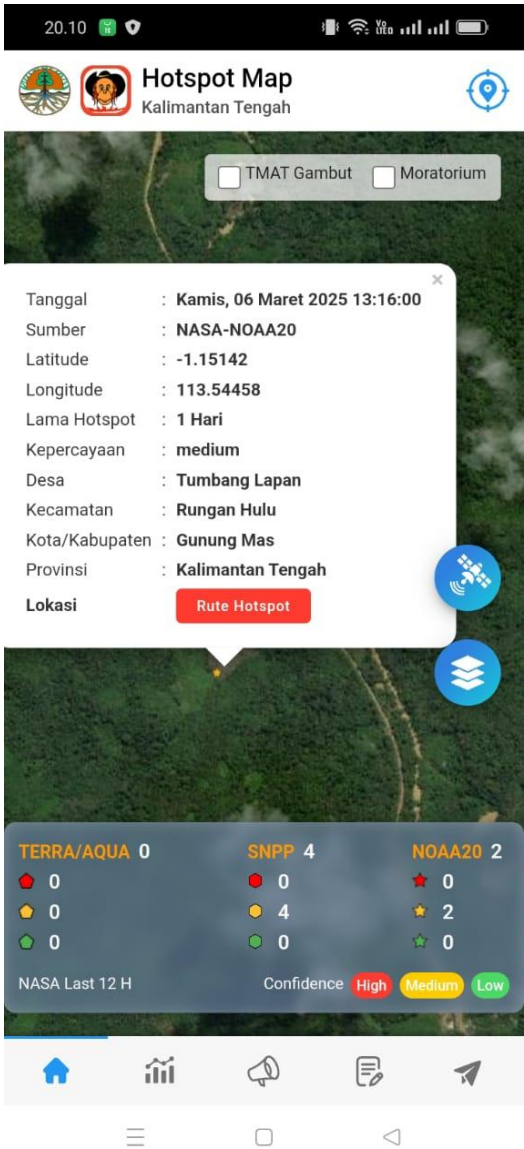 20.10
Hotspot Map
Kalimantan Tengah
TMAT Gambut Moratorium
×
Tanggal : Kamis, 06 Maret 2025 13:16:00
Sumber : NASA-NOAA20
Latitude : -1.15142
Longitude : 113.54458
Lama Hotspot : 1 Hari
Kepercayaan : medium
Desa : Tumbang Lapan
Kecamatan : Rungan Hulu
Kota/Kabupaten : Gunung Mas
Provinsi : Kalimantan Tengah
Lokasi Rute Hotspot
TERRA/AQUA 0 SNPP 4 NOAA20 2
0 0 0
0 4 2
0 0 0
NASA Last 12 H Confidence High Medium Low